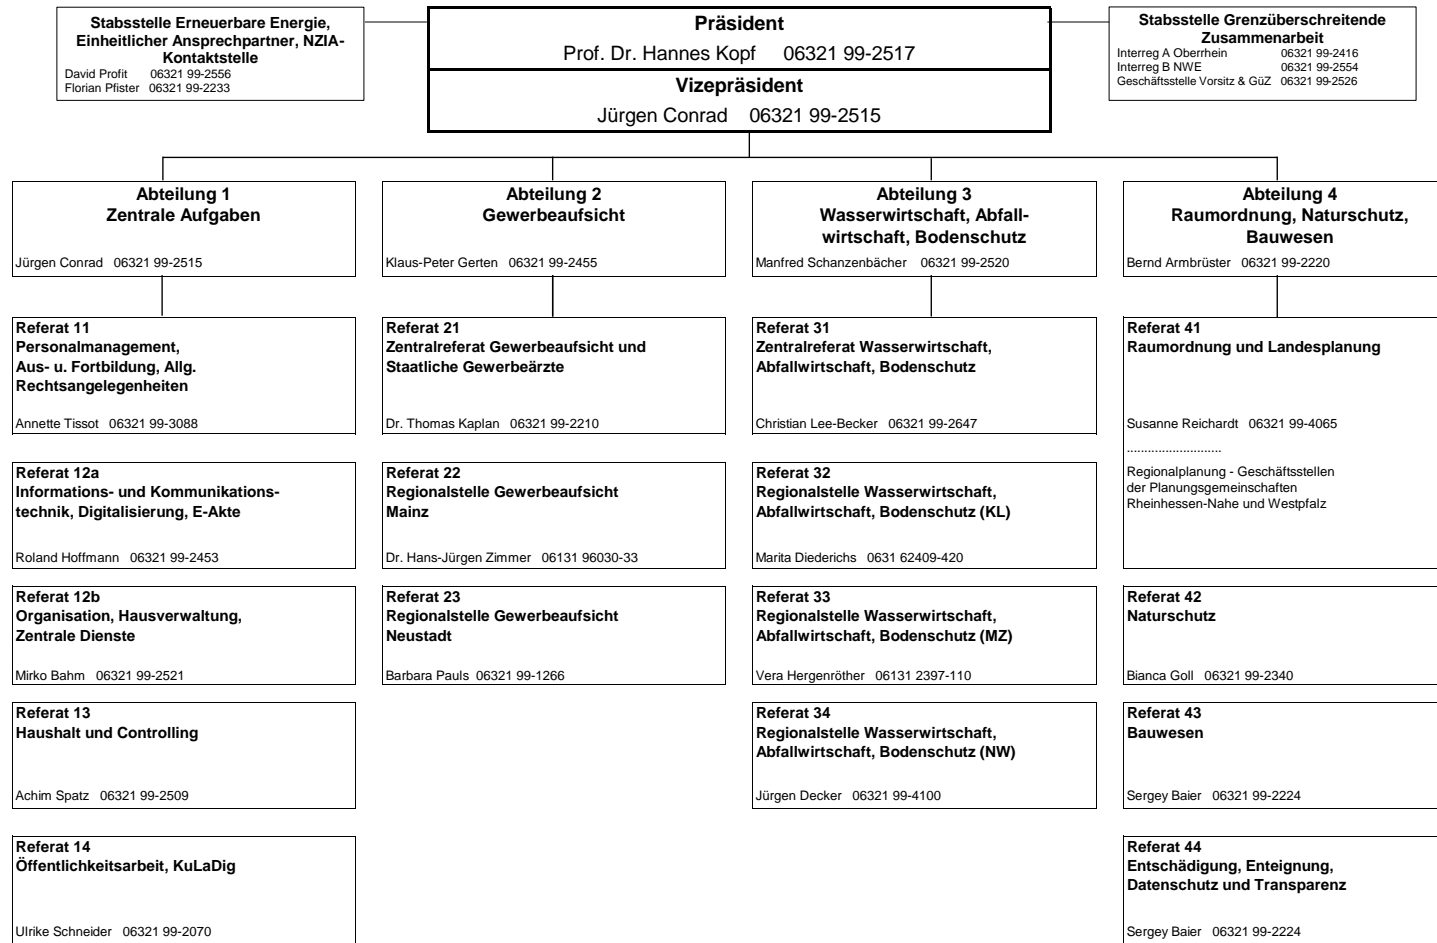 Stabsstelle Erneuerbare Energie,
Einheitlicher Ansprechpartner, NZIA-
Kontaktstelle
David Profit 06321 99-2556
Florian Pfister 06321 99-2233
Präsident
Prof. Dr. Hannes Kopf 06321 99-2517
Vizepräsident
Jürgen Conrad 06321 99-2515
Stabsstelle Grenzüberschreitende
Zusammenarbeit
Interreg A Oberrhein 06321 99-2416
Interreg B NWE 06321 99-2554
Geschäftsstelle Vorsitz & GüZ 06321 99-2526
Abteilung 1
Zentrale Aufgaben
Jürgen Conrad 06321 99-2515
Referat 11
Personalmanagement,
Aus- u. Fortbildung, Allg.
Rechtsangelegenheiten
Annette Tissot 06321 99-3088
Referat 12a
Informations- und Kommunikations-
technik, Digitalisierung, E-Akte
Roland Hoffmann 06321 99-2453
Referat 12b
Organisation, Hausverwaltung,
Zentrale Dienste
Mirko Bahm 06321 99-2521
Referat 13
Haushalt und Controlling
Achim Spatz 06321 99-2509
Referat 14
Öffentlichkeitsarbeit, KuLaDig
Ulrike Schneider 06321 99-2070
Abteilung 2
Gewerbeaufsicht
Klaus-Peter Gerten 06321 99-2455
Referat 21
Zentralreferat Gewerbeaufsicht und
Staatliche Gewerbeärzte
Dr. Thomas Kaplan 06321 99-2210
Referat 22
Regionalstelle Gewerbeaufsicht
Mainz
Dr. Hans-Jürgen Zimmer 06131 96030-33
Referat 23
Regionalstelle Gewerbeaufsicht
Neustadt
Barbara Pauls 06321 99-1266
Abteilung 3
Wasserwirtschaft, Abfall-
wirtschaft, Bodenschutz
Manfred Schanzenbächer 06321 99-2520
Referat 31
Zentralreferat Wasserwirtschaft,
Abfallwirtschaft, Bodenschutz
Christian Lee-Becker 06321 99-2647
Referat 32
Regionalstelle Wasserwirtschaft,
Abfallwirtschaft, Bodenschutz (KL)
Marita Diederichs 0631 62409-420
Referat 33
Regionalstelle Wasserwirtschaft,
Abfallwirtschaft, Bodenschutz (MZ)
Vera Hergenröther 06131 2397-110
Referat 34
Regionalstelle Wasserwirtschaft,
Abfallwirtschaft, Bodenschutz (NW)
Jürgen Decker 06321 99-4100
Abteilung 4
Raumordnung, Naturschutz,
Bauwesen
Bernd Armbrüster 06321 99-2220
Referat 41
Raumordnung und Landesplanung
Susanne Reichardt 06321 99-4065
...........................
Regionalplanung - Geschäftsstellen
der Planungsgemeinschaften
Rheinhessen-Nahe und Westpfalz
Referat 42
Naturschutz
Bianca Goll 06321 99-2340
Referat 43
Bauwesen
Sergey Baier 06321 99-2224
Referat 44
Entschädigung, Enteignung,
Datenschutz und Transparenz
Sergey Baier 06321 99-2224